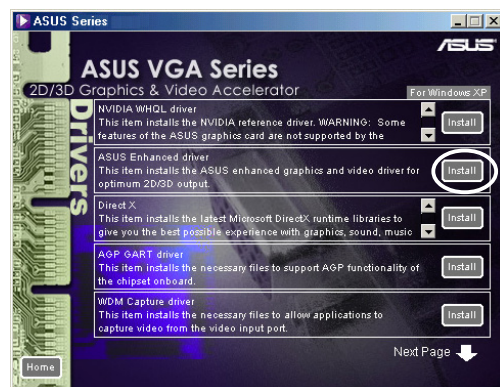 ASUS Series
ASUS
ASUS VGA Series
2D/3D Graphics & Video Accelerator
For Windows XP
Drivers
NVIDIA WHQL driver
This item installs the NVIDIA reference driver. WARNING: Some
features of the ASUS graphics card are not supported by the
Install
ASUS Enhanced driver
This item installs the ASUS enhanced graphics and video driver for
optimum 2D/3D output.
Install
Direct X
This item installs the latest Microsoft DirectX runtime libraries to
give you the best possible experience with graphics, sound, music
Install
AGP GART driver
This item installs the necessary files to support AGP functionality of
the chipset onboard.
Install
WDM Capture driver
This item installs the necessary files to allow applications to
capture video from the video input port.
Install
Next Page
Home